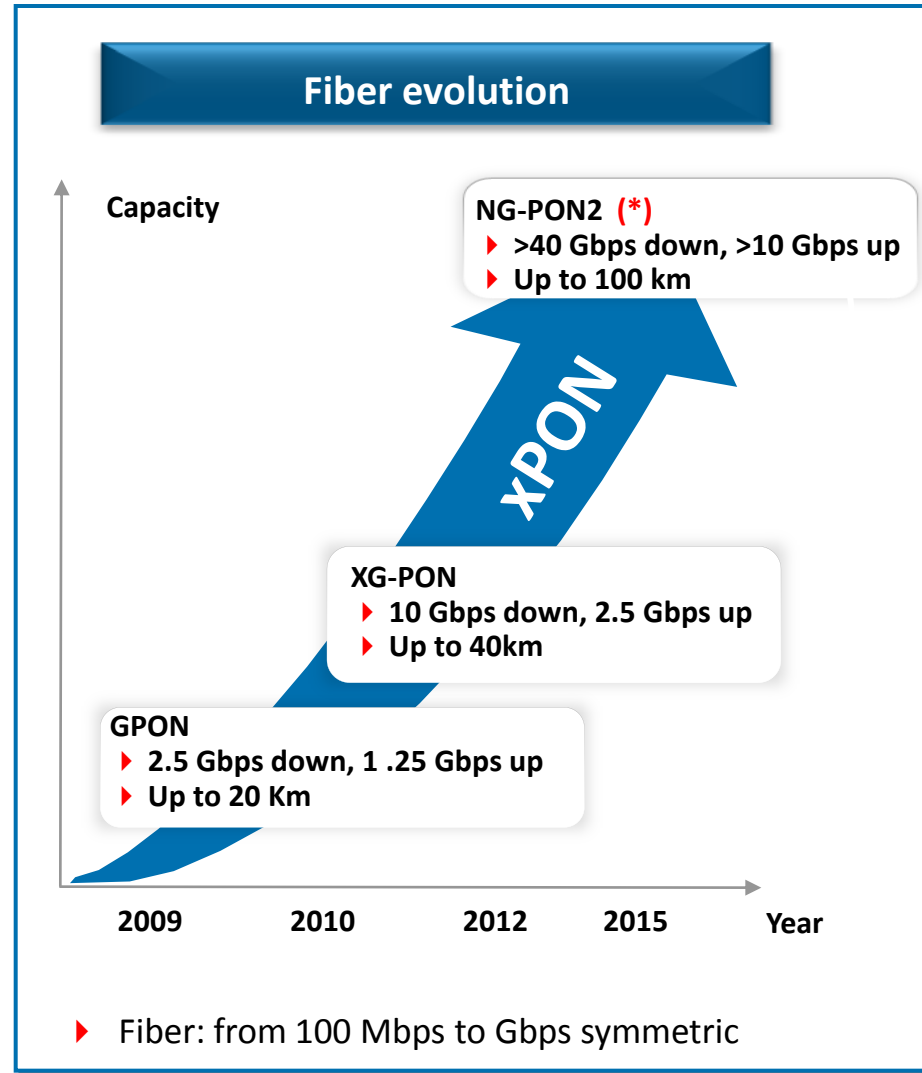 Fiber evolution
Capacity
NG-PON2 (*)
>40 Gbps down, >10 Gbps up
Up to 100 km
xPON
XG-PON
10 Gbps down, 2.5 Gbps up
Up to 40km
GPON
2.5 Gbps down, 1 .25 Gbps up
Up to 20 Km
2009 2010 2012 2015 Year
Fiber: from 100 Mbps to Gbps symmetric